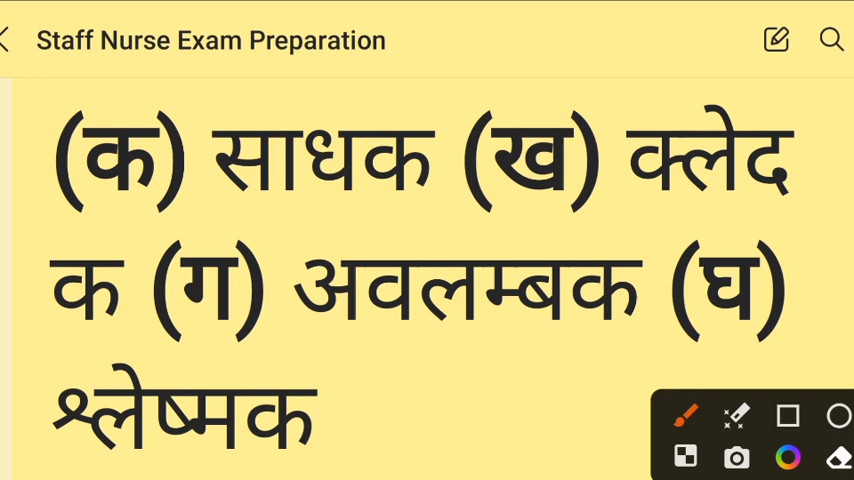 Staff Nurse Exam Preparation
(क) साधक (ख) क्लेद
क (ग) अवलम्बक (घ)
श्लेष्मक